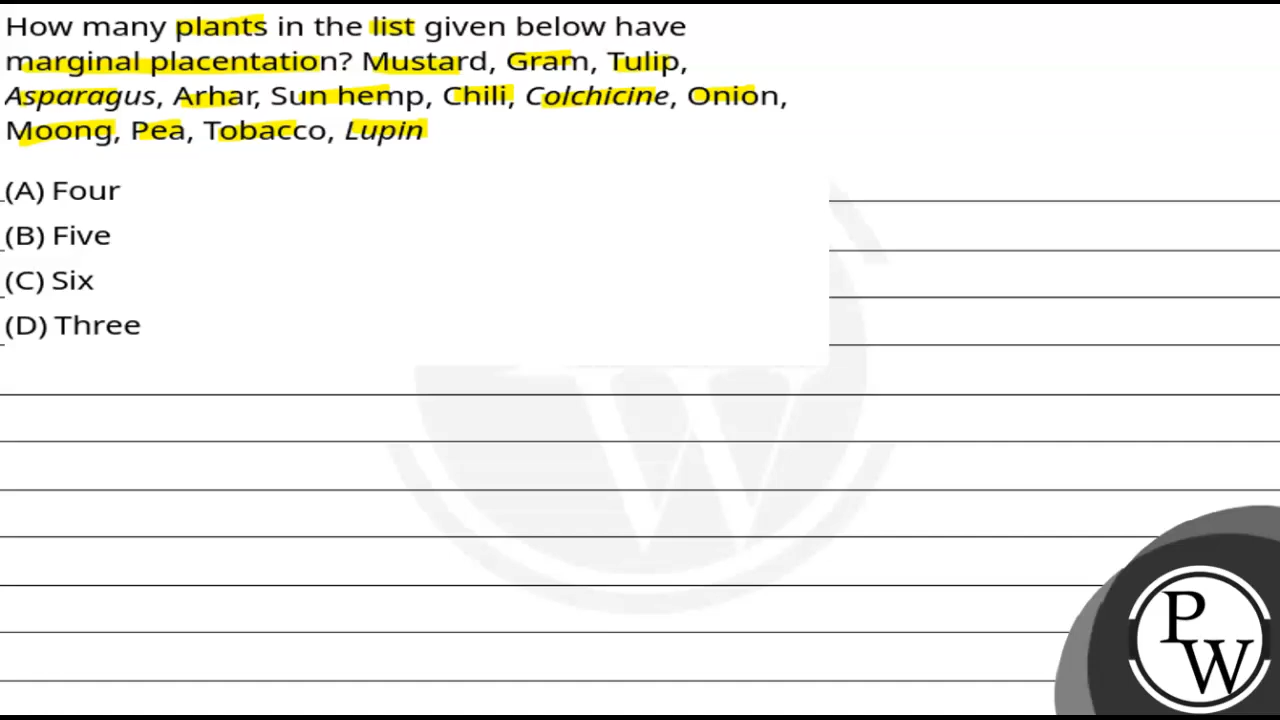 How many plants in the list given below have
marginal placentation? Mustard, Gram, Tulip,
Asparagus, Arhar, Sun hemp, Chili, Colchicine, Onion,
Moong, Pea, Tobacco, Lupin
(A) Four
(B) Five
(C) Six
(D) Three
W
P
W